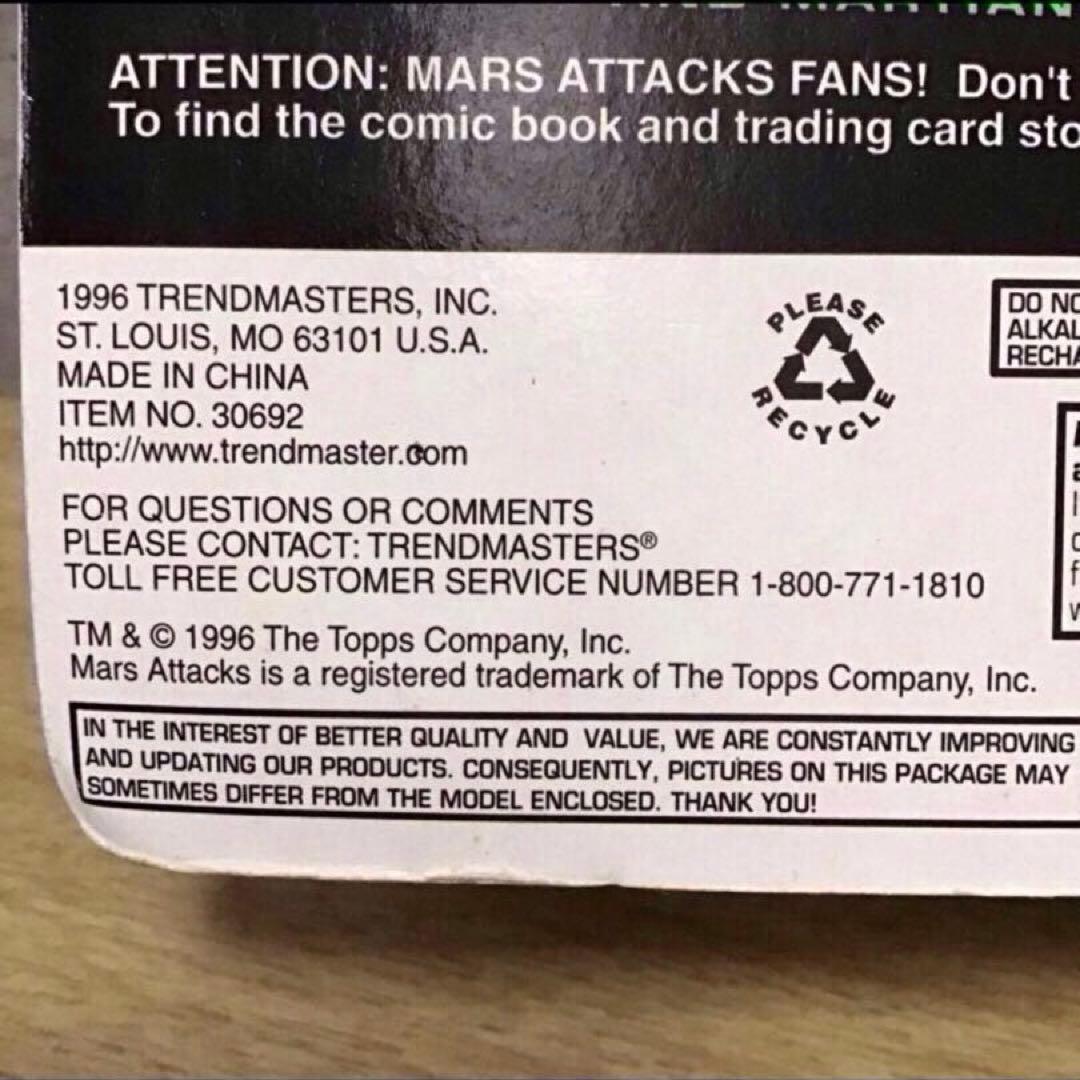 ATTENTION: MARS ATTACKS FANS! Don't
To find the comic book and trading card sto
1996 TRENDMASTERS, INC.
ST. LOUIS, MO 63101 U.S.A.
MADE IN CHINA
ITEM NO. 30692
http://www.trendmaster.com
PLEASE
RECYCLE
DO NO
ALKAL
RECHA
FOR QUESTIONS OR COMMENTS
PLEASE CONTACT: TRENDMASTERS®
TOLL FREE CUSTOMER SERVICE NUMBER 1-800-771-1810
TM & © 1996 The Topps Company, Inc.
Mars Attacks is a registered trademark of The Topps Company, Inc.
IN THE INTEREST OF BETTER QUALITY AND VALUE, WE ARE CONSTANTLY IMPROVING
AND UPDATING OUR PRODUCTS. CONSEQUENTLY, PICTURES ON THIS PACKAGE MAY
SOMETIMES DIFFER FROM THE MODEL ENCLOSED. THANK YOU!